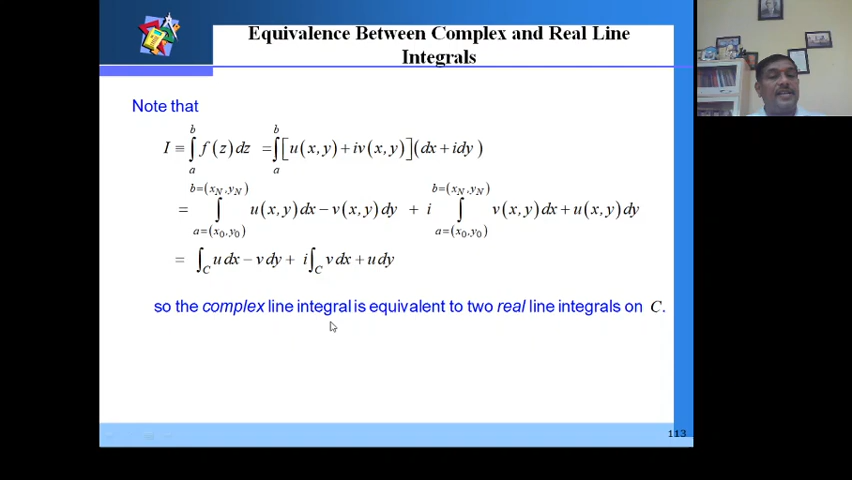 Equivalence Between Complex and Real Line
Integrals
Note that
I ≡ ∫_a^b f(z)dz = ∫_a^b [u(x,y)+iv(x,y)](dx+idy)
= ∫_{a=(x_0,y_0)}^{b=(x_N,y_N)} u(x,y)dx − v(x,y)dy + i ∫_{a=(x_0,y_0)}^{b=(x_N,y_N)} v(x,y)dx + u(x,y)dy
= ∫_C u dx − v dy + i∫_C v dx + u dy
so the complex line integral is equivalent to two real line integrals on C.
113